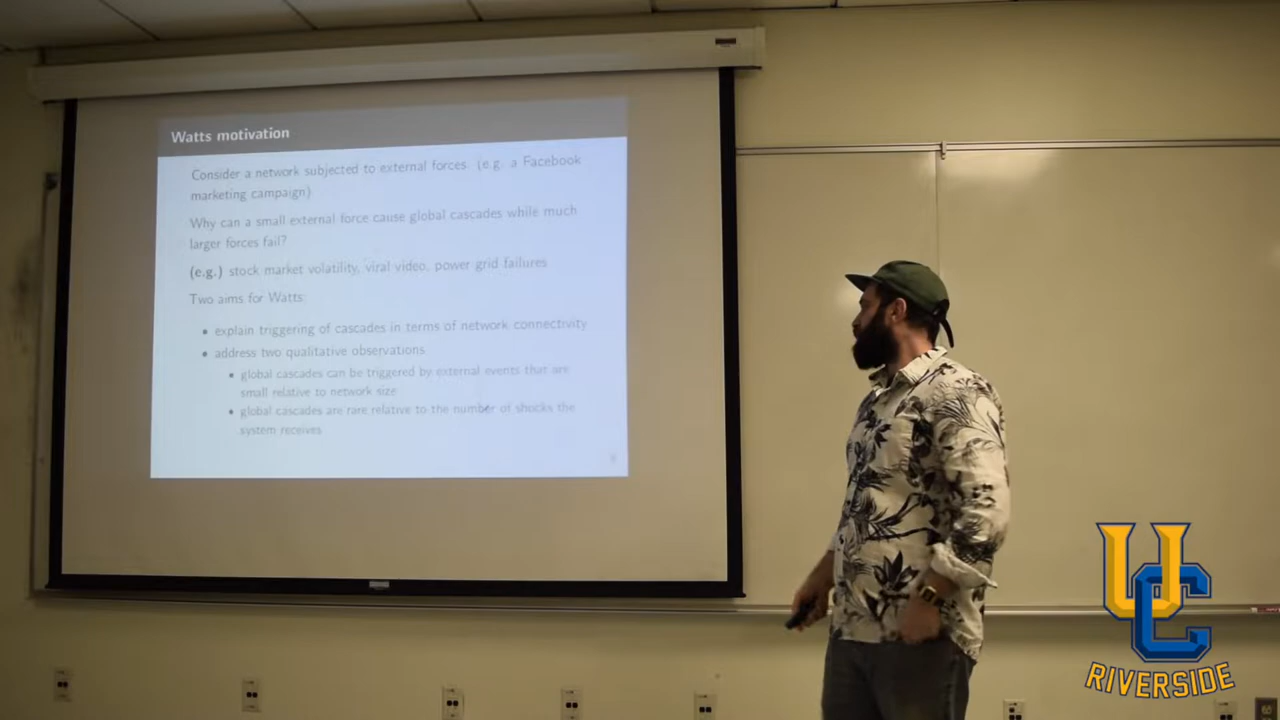 Watts motivation
Consider a network subjected to external forces. (e.g. a Facebook
marketing campaign)
Why can a small external force cause global cascades while much
larger forces fail?
(e.g.) stock market volatility, viral video, power grid failures
Two aims for Watts:
explain triggering of cascades in terms of network connectivity
address two qualitative observations
global cascades can be triggered by external events that are
small relative to network size
global cascades are rare relative to the number of shocks the
system receives
UC
RIVERSIDE